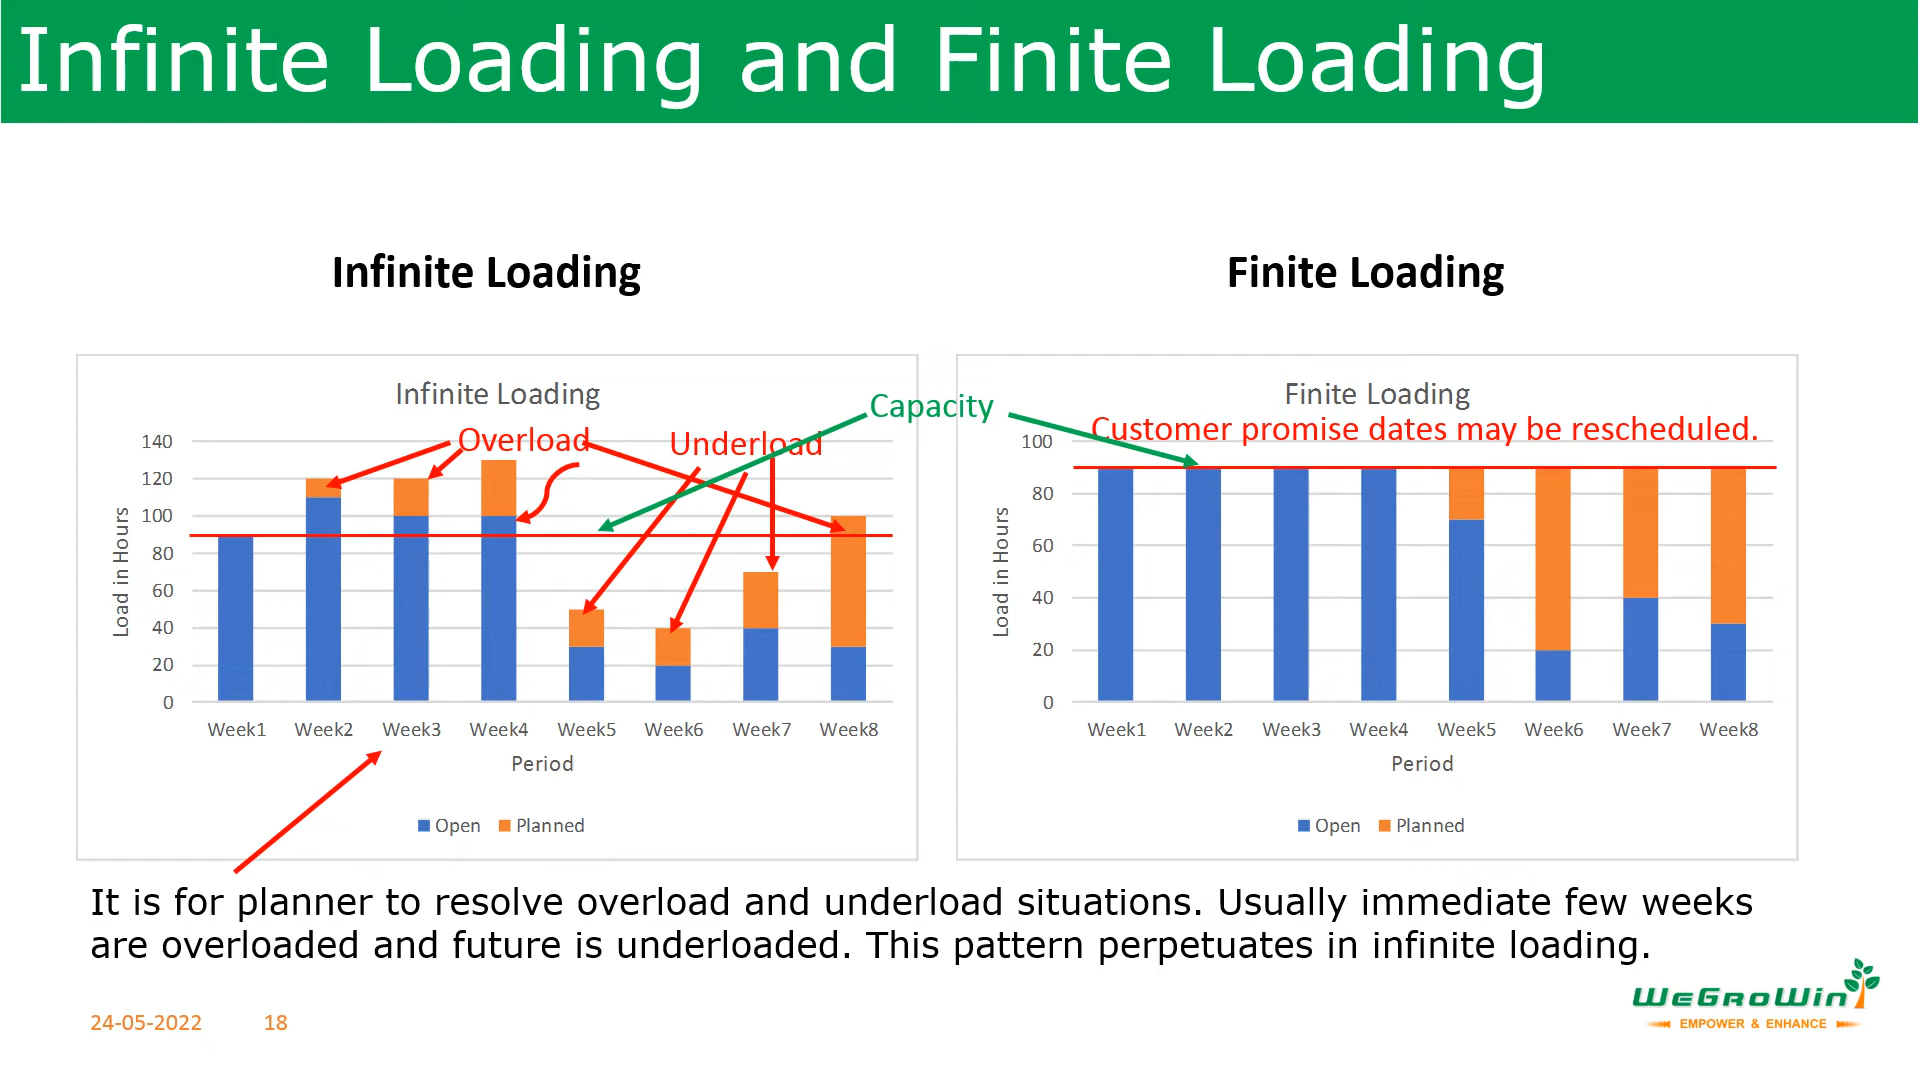 Infinite Loading and Finite Loading
Infinite Loading
Finite Loading
Infinite Loading
Overload
Underload
Capacity
Load in Hours
140
120
100
80
60
40
20
0
Week1 Week2 Week3 Week4 Week5 Week6 Week7 Week8
Period
Open Planned
Finite Loading
Customer promise dates may be rescheduled.
Load in Hours
100
80
60
40
20
0
Week1 Week2 Week3 Week4 Week5 Week6 Week7 Week8
Period
Open Planned
It is for planner to resolve overload and underload situations. Usually immediate few weeks
are overloaded and future is underloaded. This pattern perpetuates in infinite loading.
24-05-2022 18
WeGroWin
EMPOWER & ENHANCE